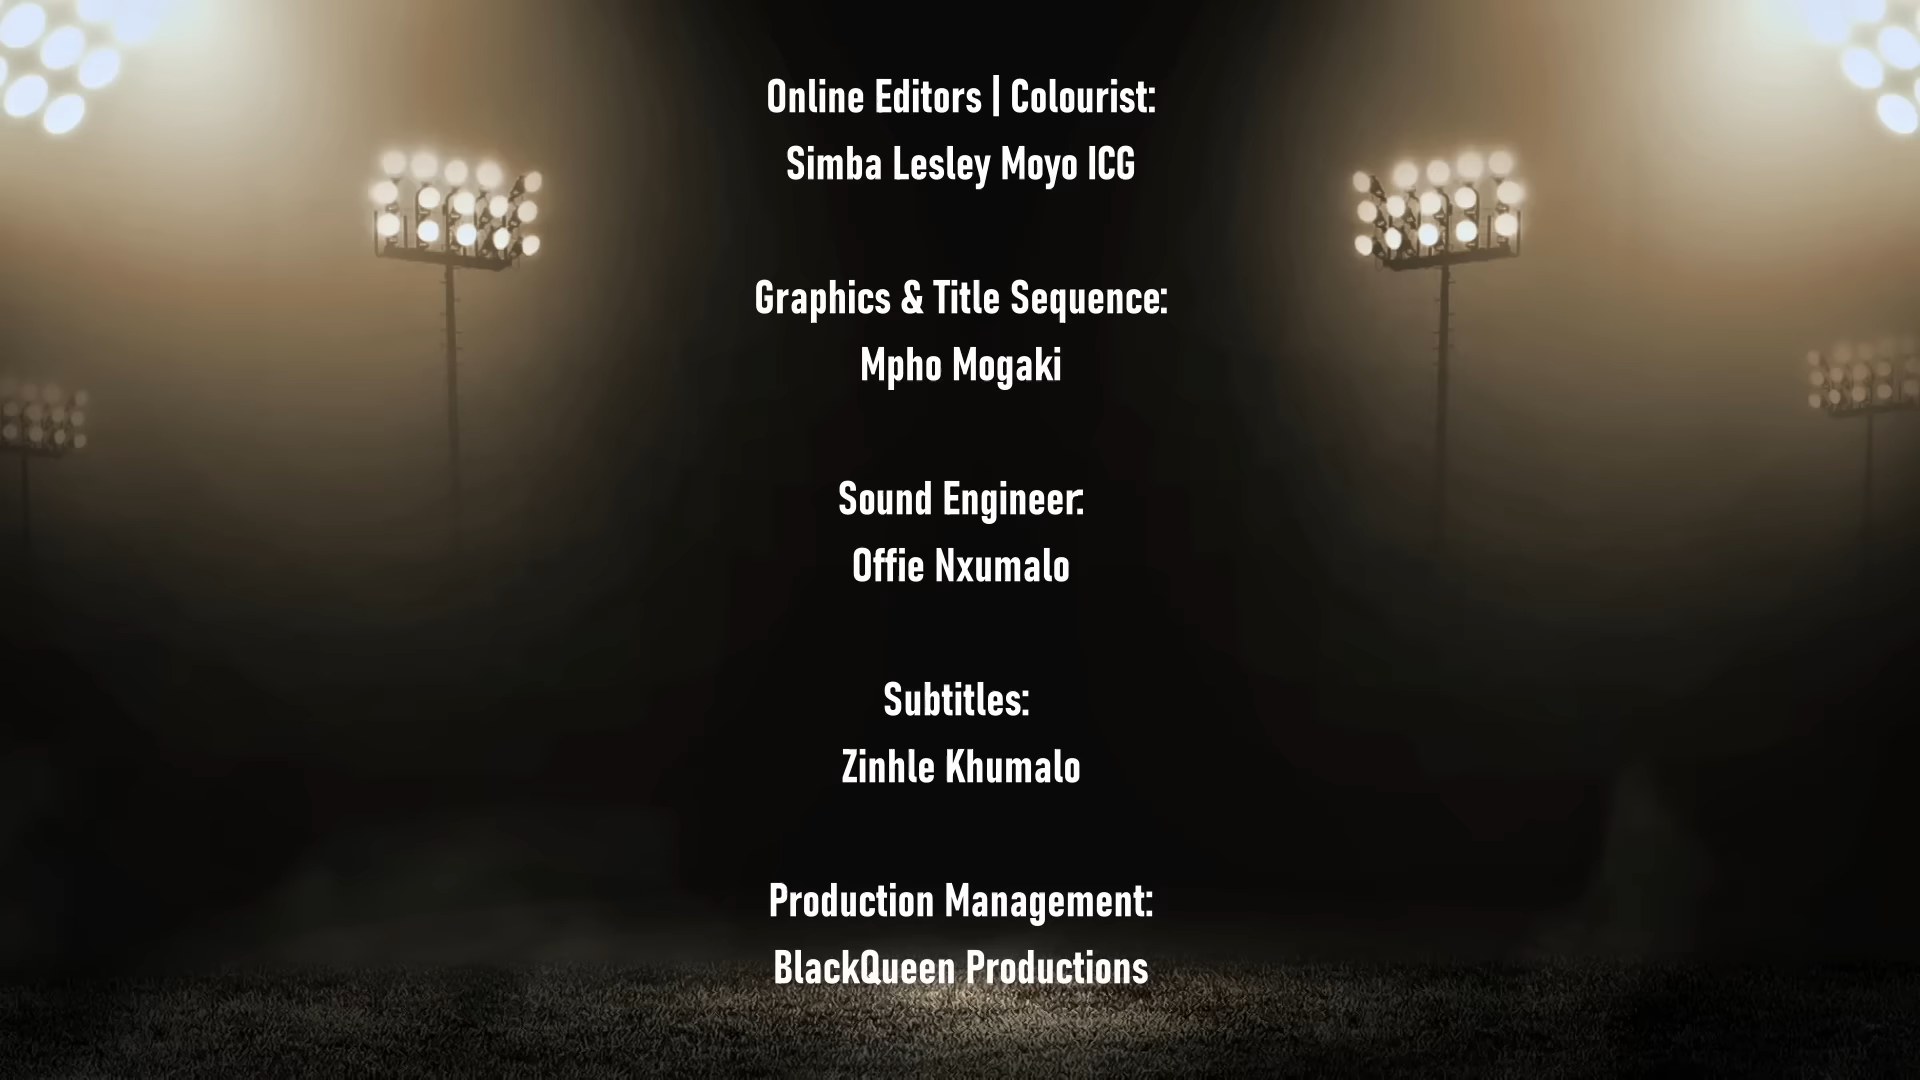 Online Editors | Colourist:
Simba Lesley Moyo ICG
Graphics & Title Sequence:
Mpho Mogaki
Sound Engineer:
Offie Nxumalo
Subtitles:
Zinhle Khumalo
Production Management:
BlackQueen Productions